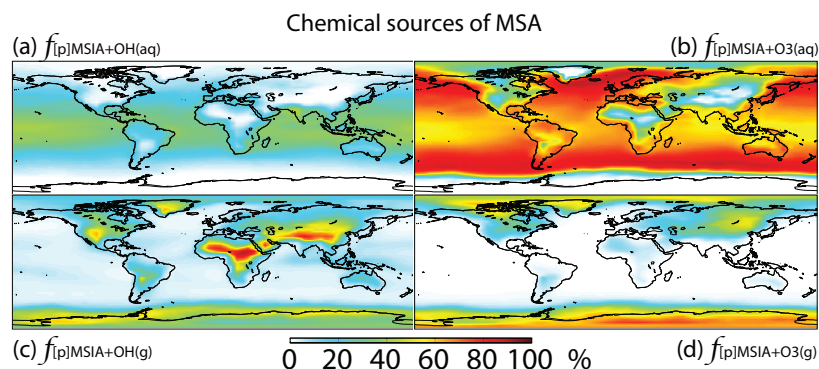 Chemical sources of MSA
(a) f[p]MSIA+OH(aq)
(b) f[p]MSIA+O3(aq)
(c) f[p]MSIA+OH(g)
0 20 40 60 80 100 %
(d) f[p]MSIA+O3(g)